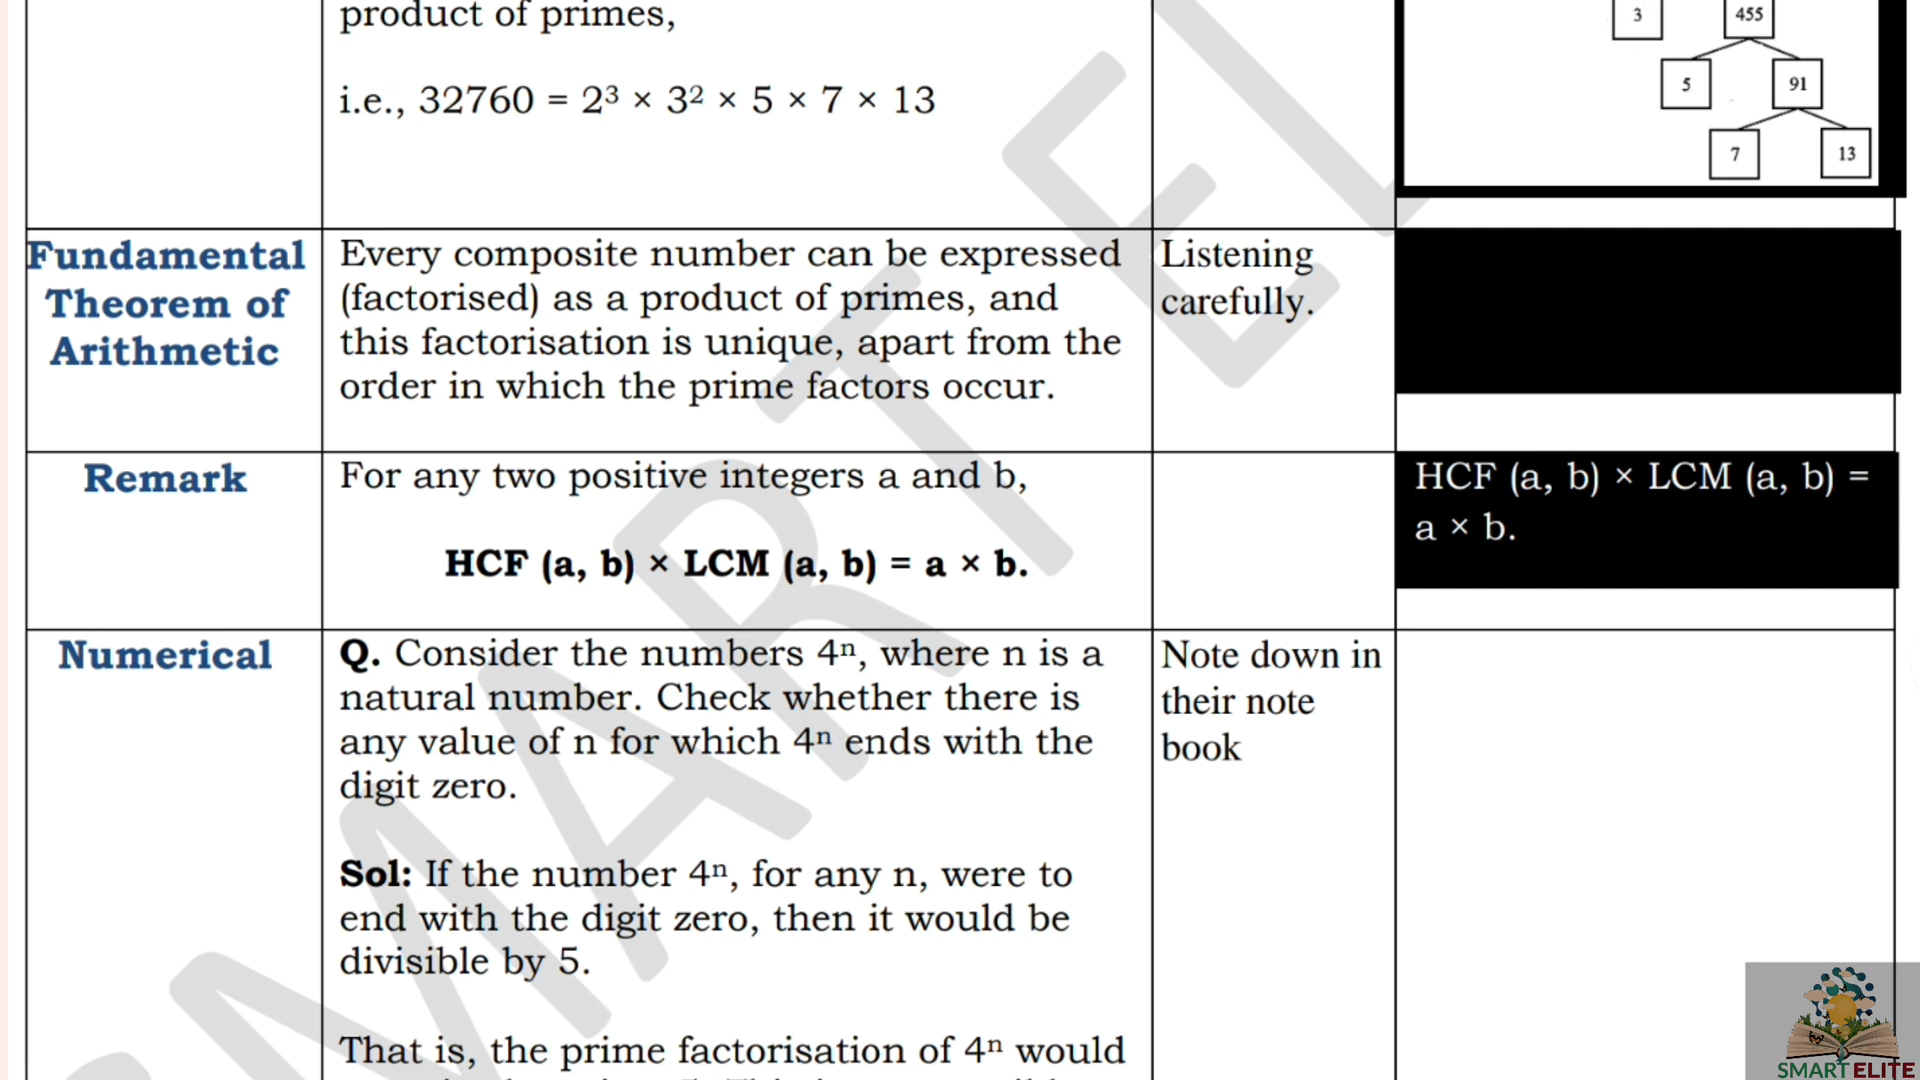 product of primes,
i.e., 32760 = 2³ × 3² × 5 × 7 × 13
3
455
5
91
7
13
Fundamental
Theorem of
Arithmetic
Every composite number can be expressed
(factorised) as a product of primes, and
this factorisation is unique, apart from the
order in which the prime factors occur.
Listening
carefully.
Remark
For any two positive integers a and b,
HCF (a, b) × LCM (a, b) = a × b.
HCF (a, b) × LCM (a, b) =
a × b.
Numerical
Q. Consider the numbers 4ⁿ, where n is a
natural number. Check whether there is
any value of n for which 4ⁿ ends with the
digit zero.
Sol: If the number 4ⁿ, for any n, were to
end with the digit zero, then it would be
divisible by 5.
That is, the prime factorisation of 4ⁿ would
Note down in
their note
book
SMART ELITE